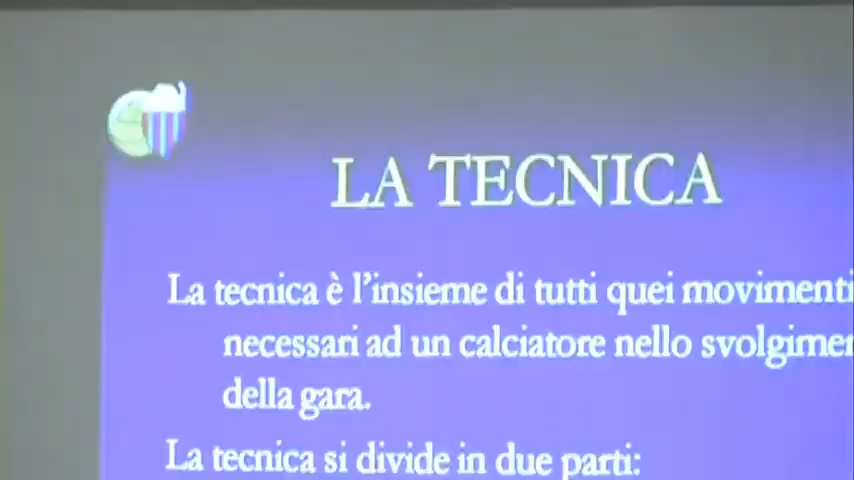 LA TECNICA
La tecnica è l'insieme di tutti quei movimenti
necessari ad un calciatore nello svolgimen
della gara.
La tecnica si divide in due parti: